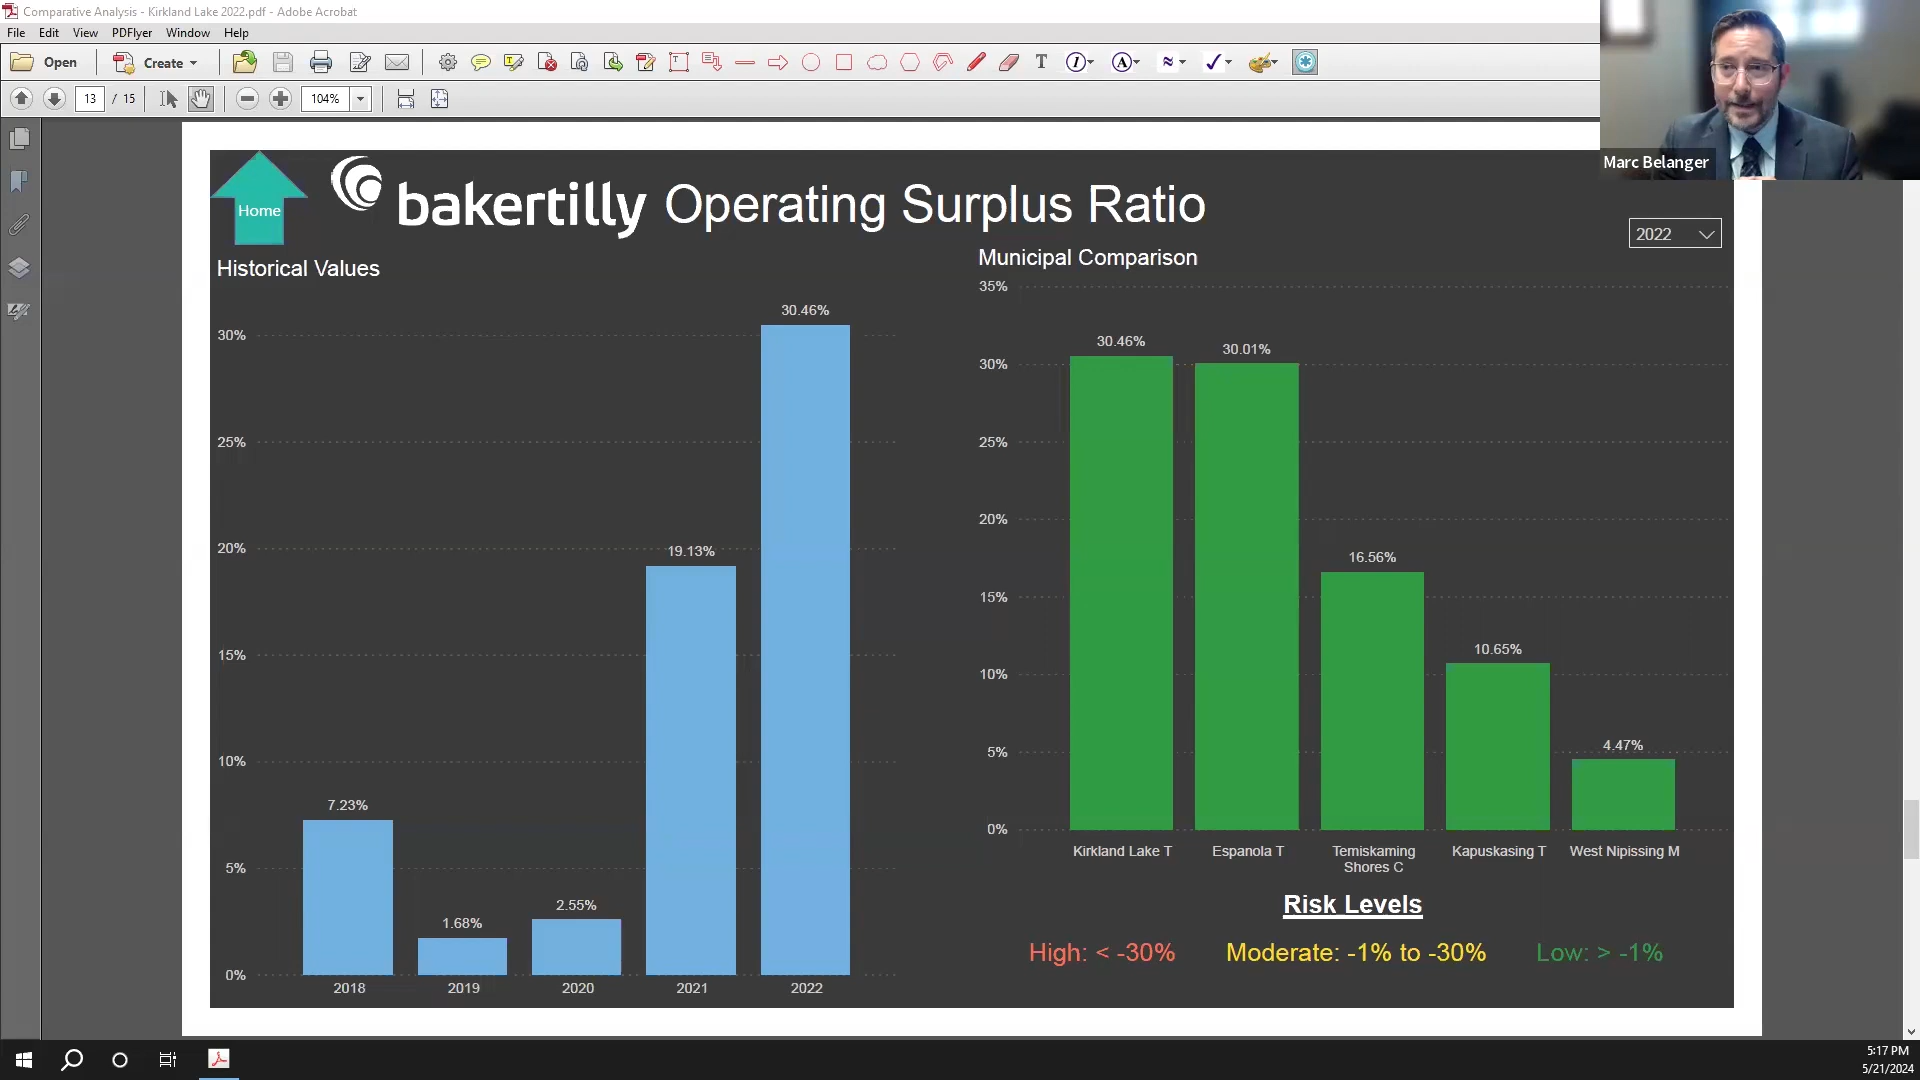 Comparative Analysis - Kirkland Lake 2022.pdf - Adobe Acrobat
File Edit View PDFlyer Window Help
Open Create
13 / 15 104%
Marc Belanger
Home
bakertilly Operating Surplus Ratio
2022
Historical Values
30.46%
30%
25%
19.13%
20%
15%
10%
7.23%
5%
2.55%
1.68%
0%
2018 2019 2020 2021 2022
Municipal Comparison
35%
30.46% 30.01%
30%
25%
20%
16.56%
15%
10.65%
10%
5%
4.47%
0%
Kirkland Lake T Espanola T Temiskaming Kapuskasing T West Nipissing M
Shores C
Risk Levels
High: < -30% Moderate: -1% to -30% Low: > -1%
5:17 PM
5/21/2024